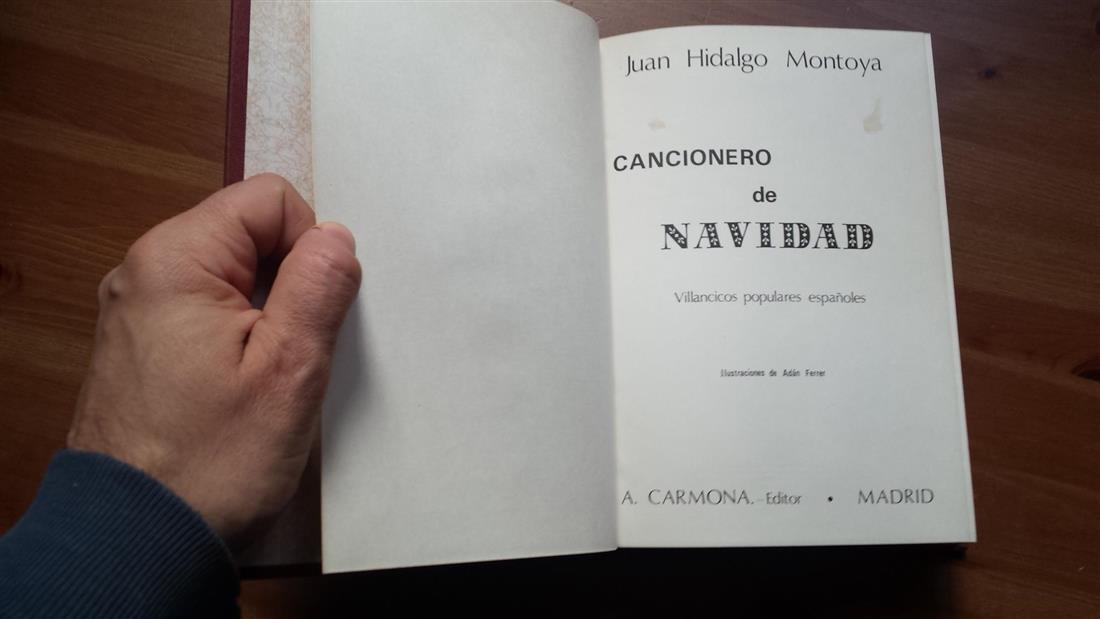 Juan Hidalgo Montoya
CANCIONERO
de
NAVIDAD
Villancicos populares españoles
Ilustraciones de Adán Ferrer
A. CARMONA.-Editor • MADRID